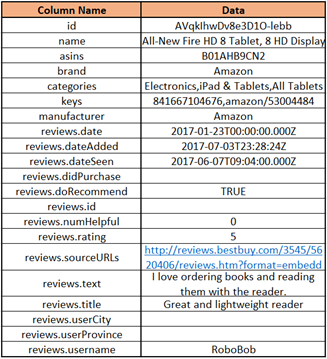 Column Name Data
id AVqkIhwDv8e3D1O-lebb
name All-New Fire HD 8 Tablet, 8 HD Display
asins B01AHB9CN2
brand Amazon
categories Electronics,iPad & Tablets,All Tablets
keys 841667104676,amazon/53004484
manufacturer Amazon
reviews.date 2017-01-23T00:00:00.000Z
reviews.dateAdded 2017-07-03T23:28:24Z
reviews.dateSeen 2017-06-07T09:04:00.000Z
reviews.didPurchase
reviews.doRecommend TRUE
reviews.id
reviews.numHelpful 0
reviews.rating 5
reviews.sourceURLs http://reviews.bestbuy.com/3545/56
20406/reviews.htm?format=embedd
reviews.text I love ordering books and reading
them with the reader.
reviews.title Great and lightweight reader
reviews.userCity
reviews.userProvince
reviews.username RoboBob